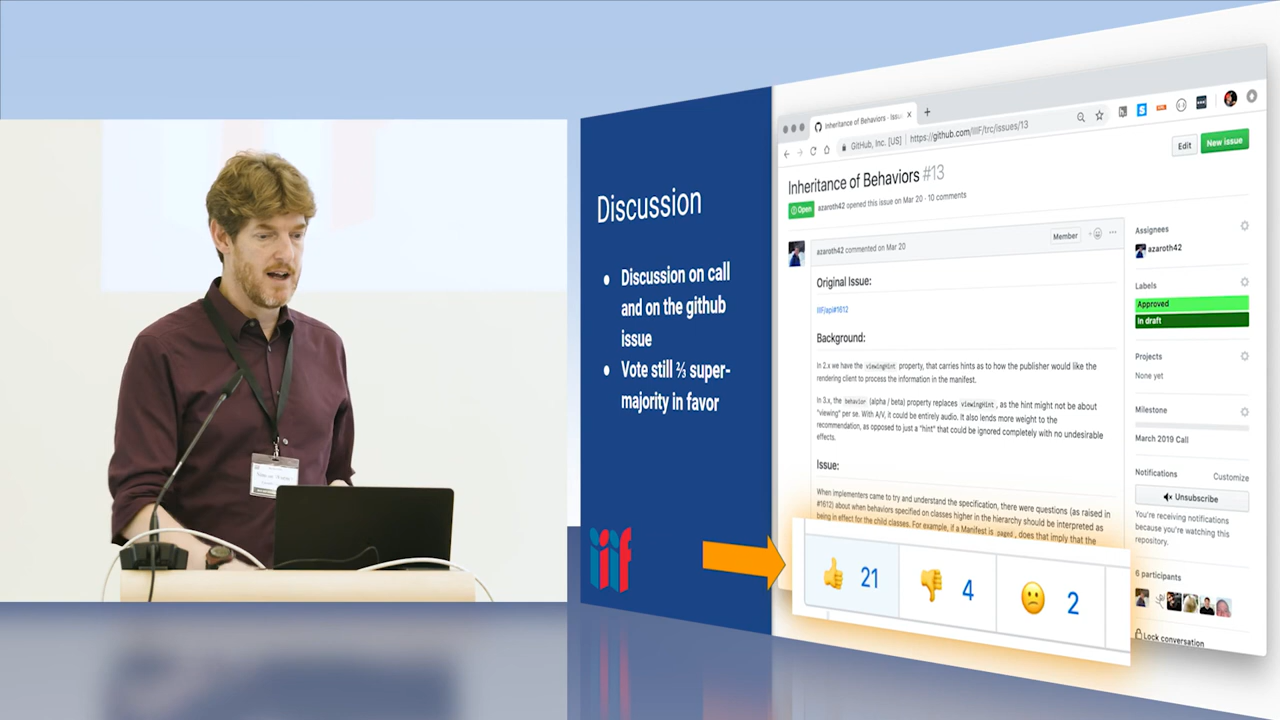 Discussion
Discussion on call
and on the github
issue
Vote still ⅔ super-
majority in favor
iiif
Inheritance of Behaviors · Issu
GitHub, Inc. [US] | https://github.com/IIIF/trc/issues/13
Inheritance of Behaviors #13
Edit
New issue
Open
azaroth42 opened this issue on Mar 20 · 10 comments
azaroth42 commented on Mar 20
Member
Original Issue:
IIIF/api#1612
Background:
In 2.x we have the viewingHint property, that carries hints as to how the publisher would like the
rendering client to process the information in the manifest.
In 3.x, the behavior (alpha / beta) property replaces viewingHint, as the hint might not be about
"viewing" per se. With A/V, it could be entirely audio. It also lends more weight to the
recommendation, as opposed to just a "hint" that could be ignored completely with no undesirable
effects.
Issue:
When implementers came to try and understand the specification, there were questions (as raised in
#1612) about when behaviors specified on classes higher in the hierarchy should be interpreted as
being in effect for the child classes. For example, if a Manifest is paged, does that imply that the
21
4
2
Assignees
azaroth42
Labels
Approved
In draft
Projects
None yet
Milestone
March 2019 Call
Notifications
Customize
Unsubscribe
You're receiving notifications
because you're watching this
repository.
6 participants
Lock conversation